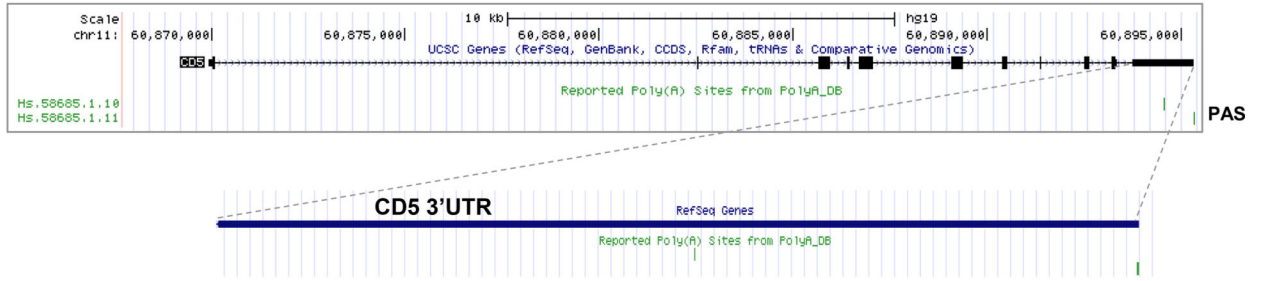 Scale 10 kb hg19
chr11: 60,870,000 60,875,000 60,880,000 60,885,000 60,890,000 60,895,000
UCSC Genes (RefSeq, GenBank, CCDS, Rfam, tRNAs & Comparative Genomics)
CD5
Reported Poly(A) Sites from PolyA_DB
Hs.58685.1.10
Hs.58685.1.11
PAS
CD5 3’UTR
RefSeq Genes
Reported Poly(A) Sites from PolyA_DB